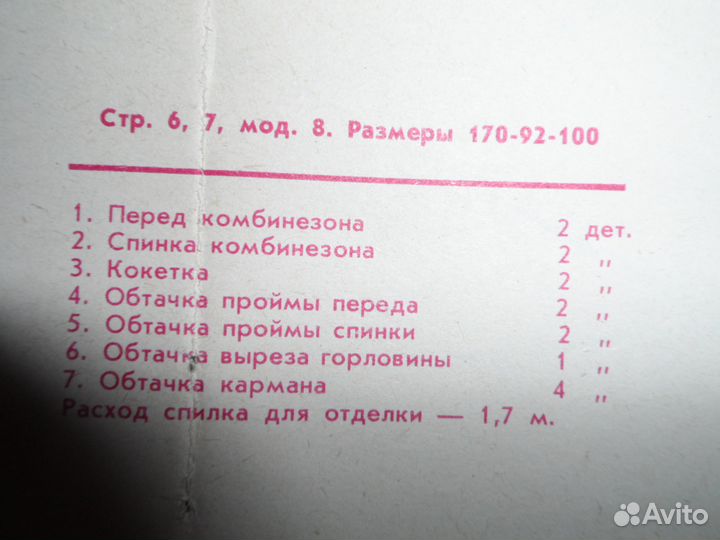 Стр. 6, 7, мод. 8. Размеры 170-92-100
1. Перед комбинезона 2 дет.
2. Спинка комбинезона 2 „
3. Кокетка 2 „
4. Обтачка проймы переда 2 „
5. Обтачка проймы спинки 2 „
6. Обтачка выреза горловины 1 „
7. Обтачка кармана 4 „
Расход спилка для отделки — 1,7 м.
Avito